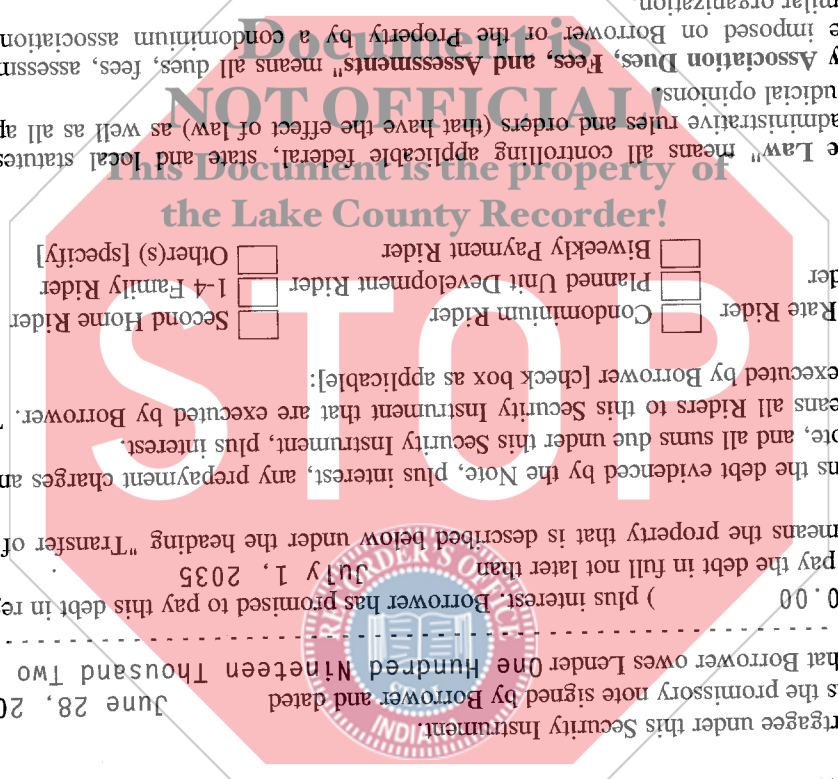 rtgagee under this Security Instrument.
s the promissory note signed by Borrower and dated June 28, 20
hat Borrower owes Lender One Hundred Nineteen Thousand Two
0.00 ) plus interest. Borrower has promised to pay this debt in re
pay the debt in full not later than July 1, 2035 .
means the property that is described below under the heading "Transfer of
ns the debt evidenced by the Note, plus interest, any prepayment charges an
ote, and all sums due under this Security Instrument, plus interest.
eans all Riders to this Security Instrument that are executed by Borrower.
executed by Borrower [check box as applicable]:
Rate Rider Condominium Rider Second Home Rider
der Planned Unit Development Rider 1-4 Family Rider
Biweekly Payment Rider Other(s) [specify]
e Law" means all controlling applicable federal, state and local statutes
administrative rules and orders (that have the effect of law) as well as all ap
udicial opinions.
y Association Dues, Fees, and Assessments" means all dues, fees, assessm
e imposed on Borrower or the Property by a condominium association
milar organization.
Document is
NOT OFFICIAL!
This Document is the property of
the Lake County Recorder!
STOP
RECORDER'S OFFICE
SEAL
INDIANA